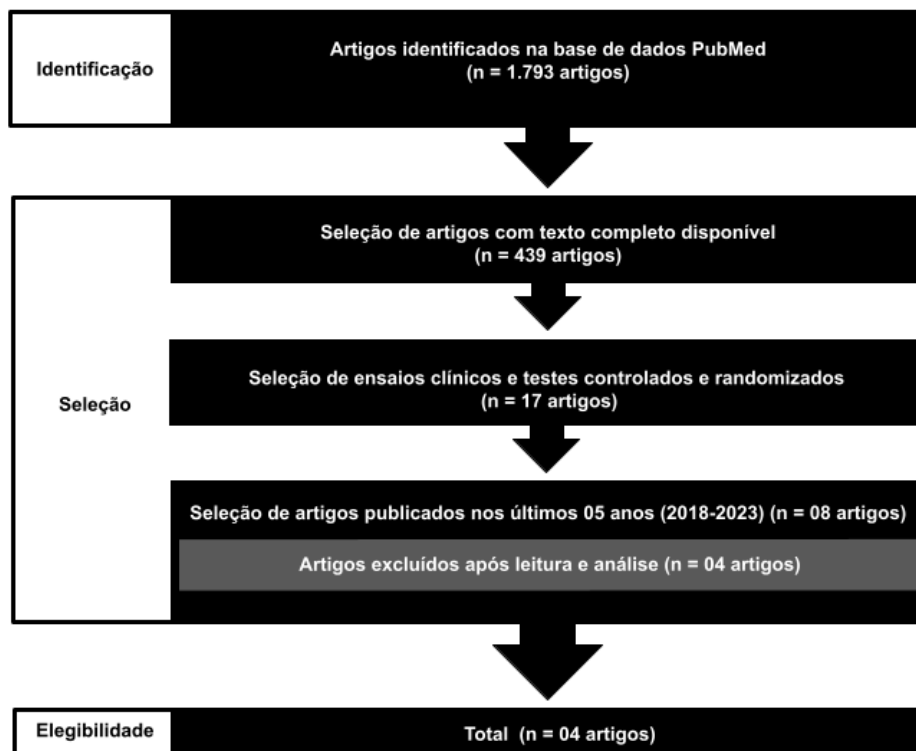 Identificação
Artigos identificados na base de dados PubMed
(n = 1.793 artigos)
Seleção
Seleção de artigos com texto completo disponível
(n = 439 artigos)
Seleção de ensaios clínicos e testes controlados e randomizados
(n = 17 artigos)
Seleção de artigos publicados nos últimos 05 anos (2018-2023) (n = 08 artigos)
Artigos excluídos após leitura e análise (n = 04 artigos)
Elegibilidade
Total (n = 04 artigos)